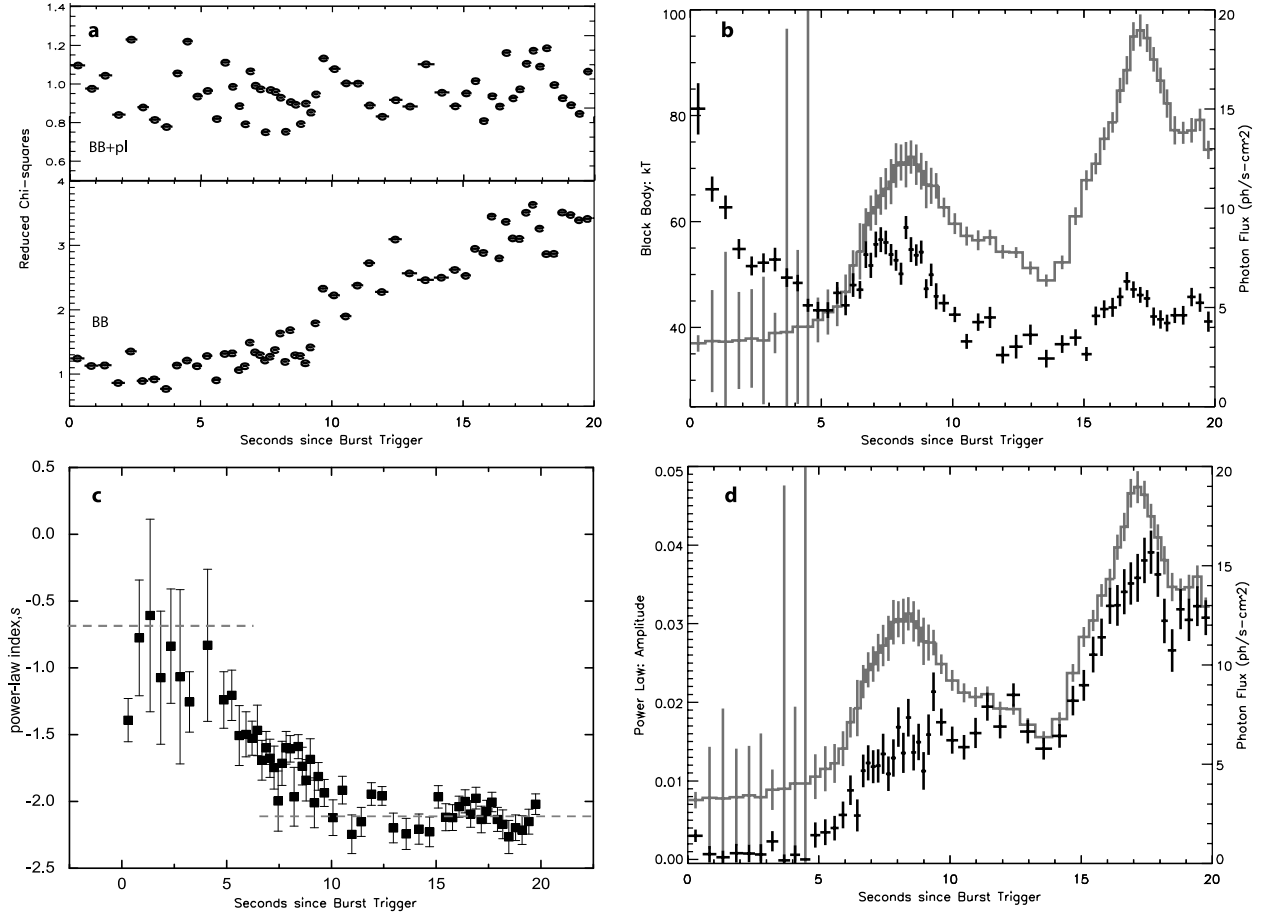 a
1.4
1.2
1.0
0.8
0.6
BB+pl
4
3
2
1
BB
Reduced Chi-squares
0 5 10 15 20
Seconds since Burst Trigger
b
100
80
60
40
Black Body: kT
20
15
10
5
0
Photon Flux (ph/s-cm^2)
0 5 10 15 20
Seconds since Burst Trigger
c
0.5
0.0
-0.5
-1.0
-1.5
-2.0
-2.5
power-law index,s
0 5 10 15 20
Seconds since Burst Trigger
d
0.05
0.04
0.03
0.02
0.01
0.00
Power Law: Amplitude
20
15
10
5
0
Photon Flux (ph/s-cm^2)
0 5 10 15 20
Seconds since Burst Trigger